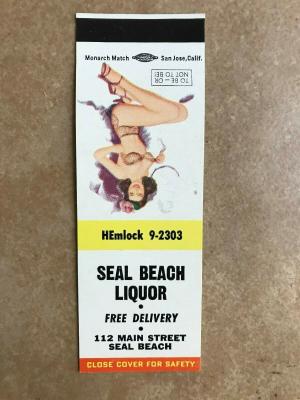 Monarch Match San Jose, Calif.
TO BE — OR
NOT TO BE!
HEmlock 9-2303
SEAL BEACH
LIQUOR
•
FREE DELIVERY
•
112 MAIN STREET
SEAL BEACH
CLOSE COVER FOR SAFETY